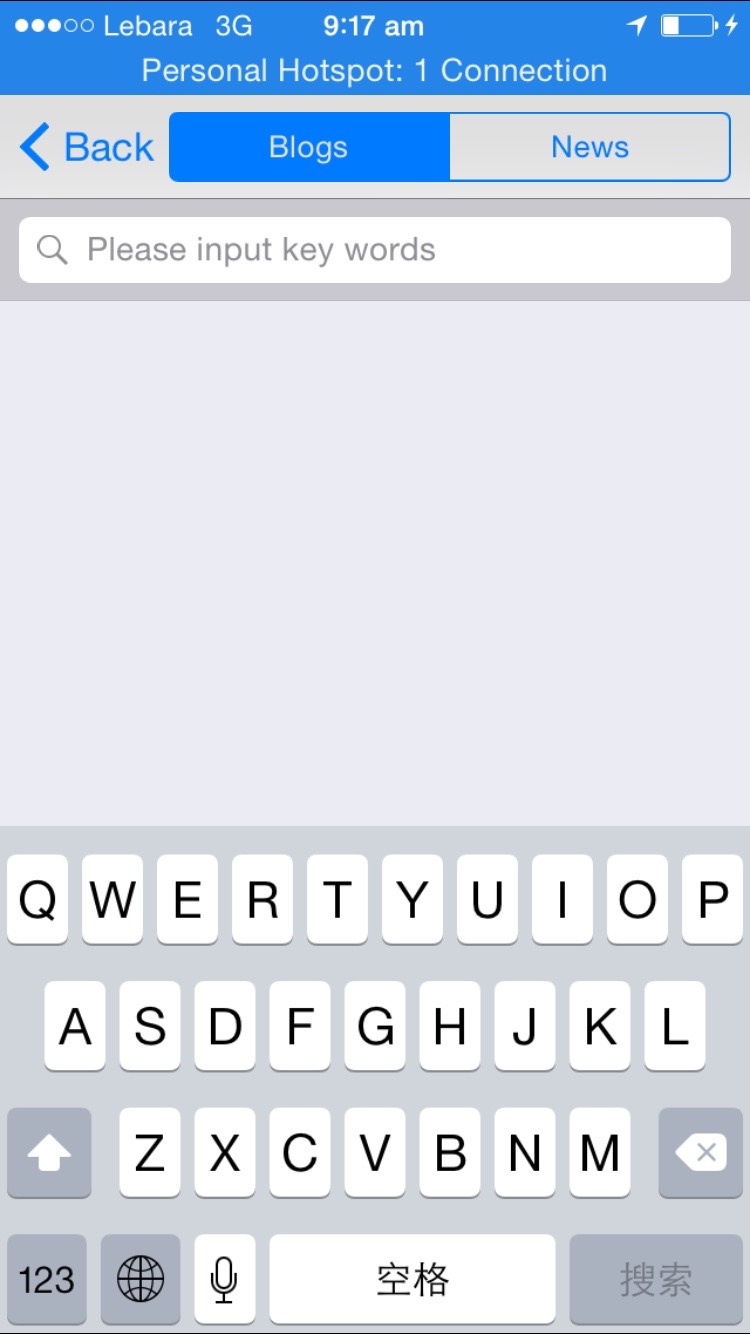 Lebara 3G 9:17 am
Personal Hotspot: 1 Connection
Back Blogs News
Please input key words
Q W E R T Y U I O P
A S D F G H J K L
Z X C V B N M
123 空格 搜索